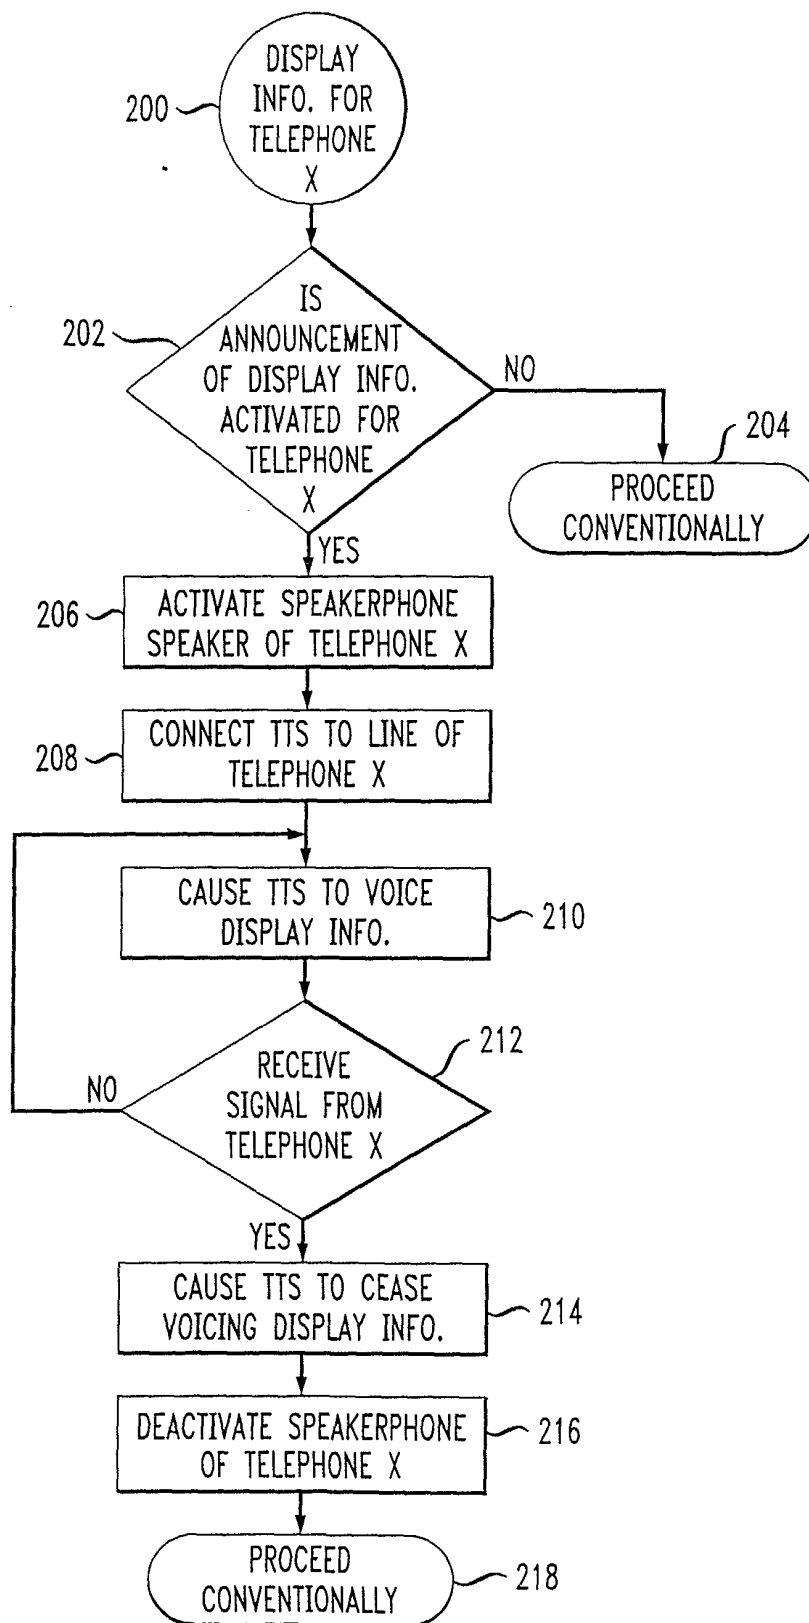 DISPLAY
INFO. FOR
TELEPHONE
X
200
IS
ANNOUNCEMENT
OF DISPLAY INFO.
ACTIVATED FOR
TELEPHONE
X
202
NO
204
PROCEED
CONVENTIONALLY
YES
206
ACTIVATE SPEAKERPHONE
SPEAKER OF TELEPHONE X
208
CONNECT TTS TO LINE OF
TELEPHONE X
CAUSE TTS TO VOICE
DISPLAY INFO.
210
RECEIVE
SIGNAL FROM
TELEPHONE X
212
NO
YES
CAUSE TTS TO CEASE
VOICING DISPLAY INFO.
214
DEACTIVATE SPEAKERPHONE
OF TELEPHONE X
216
PROCEED
CONVENTIONALLY
218